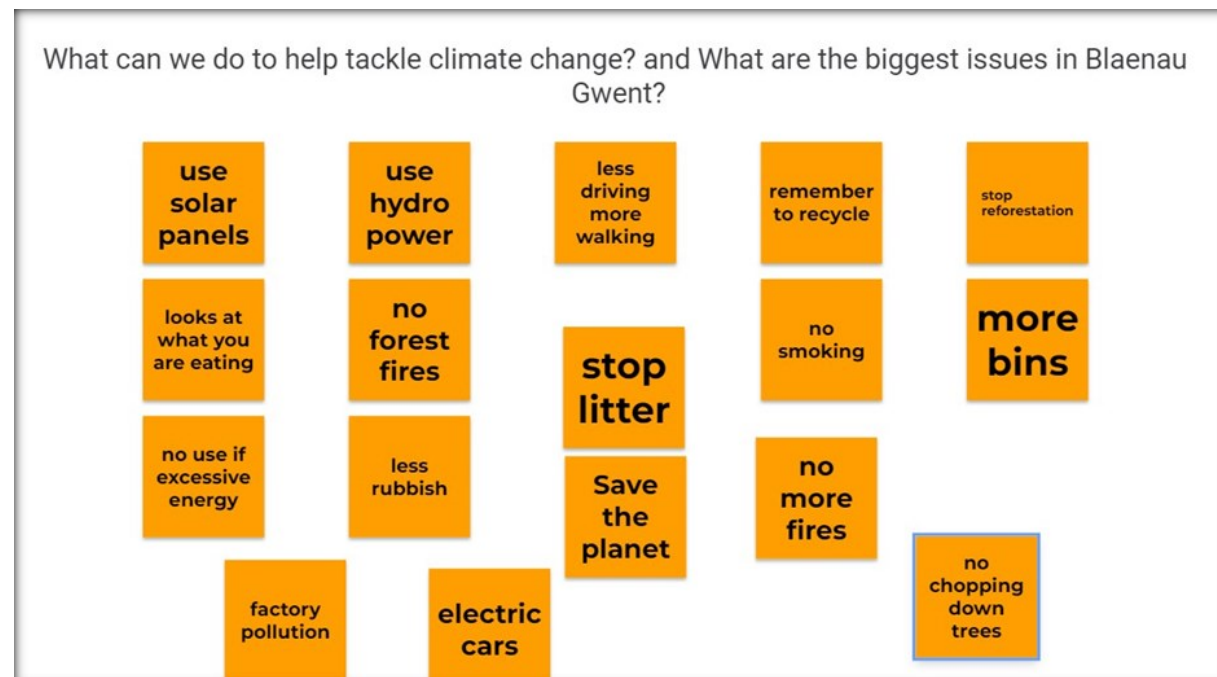 What can we do to help tackle climate change? and What are the biggest issues in Blaenau
Gwent?
use
solar
panels
use
hydro
power
less
driving
more
walking
remember
to recycle
stop
reforestation
looks at
what you
are eating
no
forest
fires
stop
litter
no
smoking
more
bins
no use if
excessive
energy
less
rubbish
Save
the
planet
no
more
fires
no
chopping
down
trees
factory
pollution
electric
cars